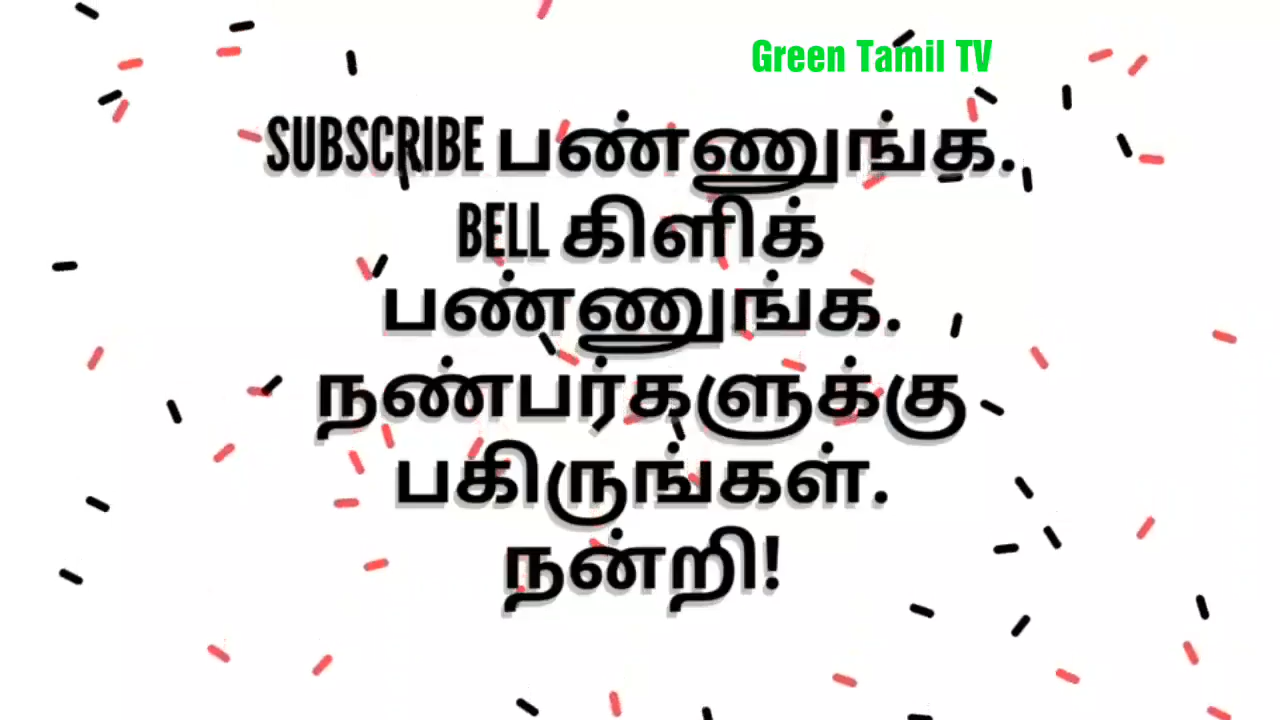 Green Tamil TV
SUBSCRIBE பண்ணுங்க.
BELL கிளிக்
பண்ணுங்க.
நண்பர்களுக்கு
பகிருங்கள்.
நன்றி!